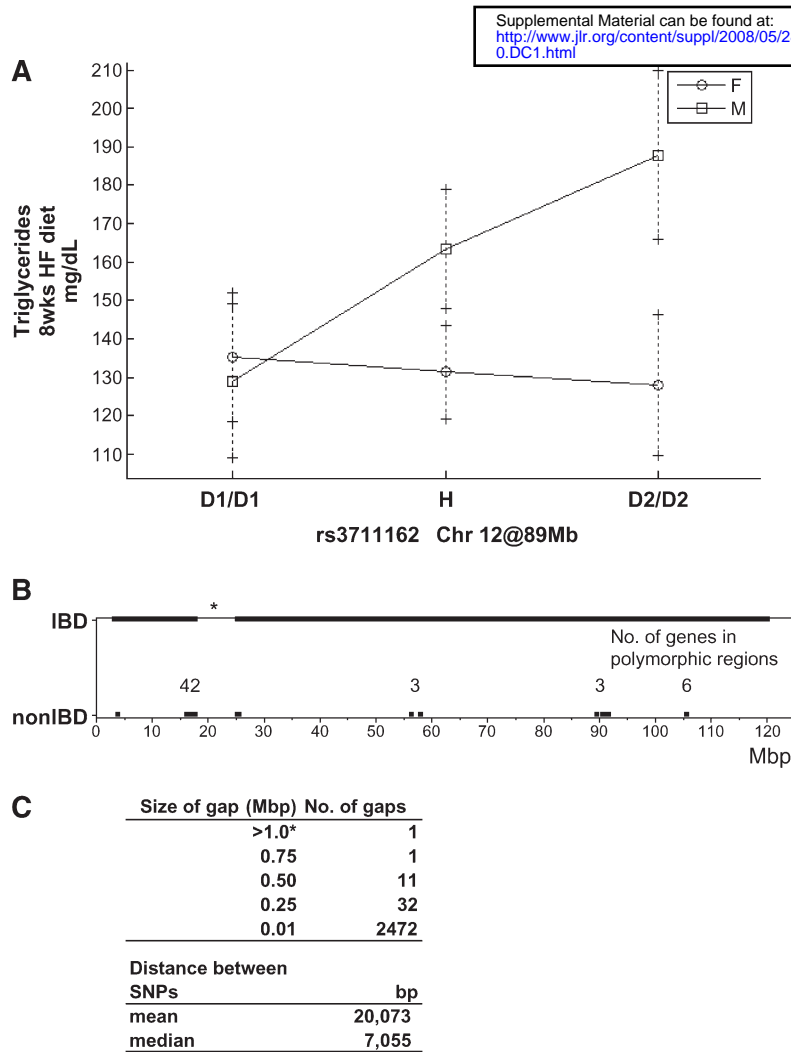 Supplemental Material can be found at:
http://www.jlr.org/content/suppl/2008/05/2
0.DC1.html
A
F
M
210
200
190
180
170
160
150
140
130
120
110
Triglycerides
8wks HF diet
mg/dL
D1/D1 H D2/D2
rs3711162 Chr 12@89Mb
B
*
IBD
No. of genes in
polymorphic regions
42 3 3 6
nonIBD
0 10 20 30 40 50 60 70 80 90 100 110 120
Mbp
C
Size of gap (Mbp) No. of gaps
>1.0* 1
0.75 1
0.50 11
0.25 32
0.01 2472
Distance between
SNPs bp
mean 20,073
median 7,055